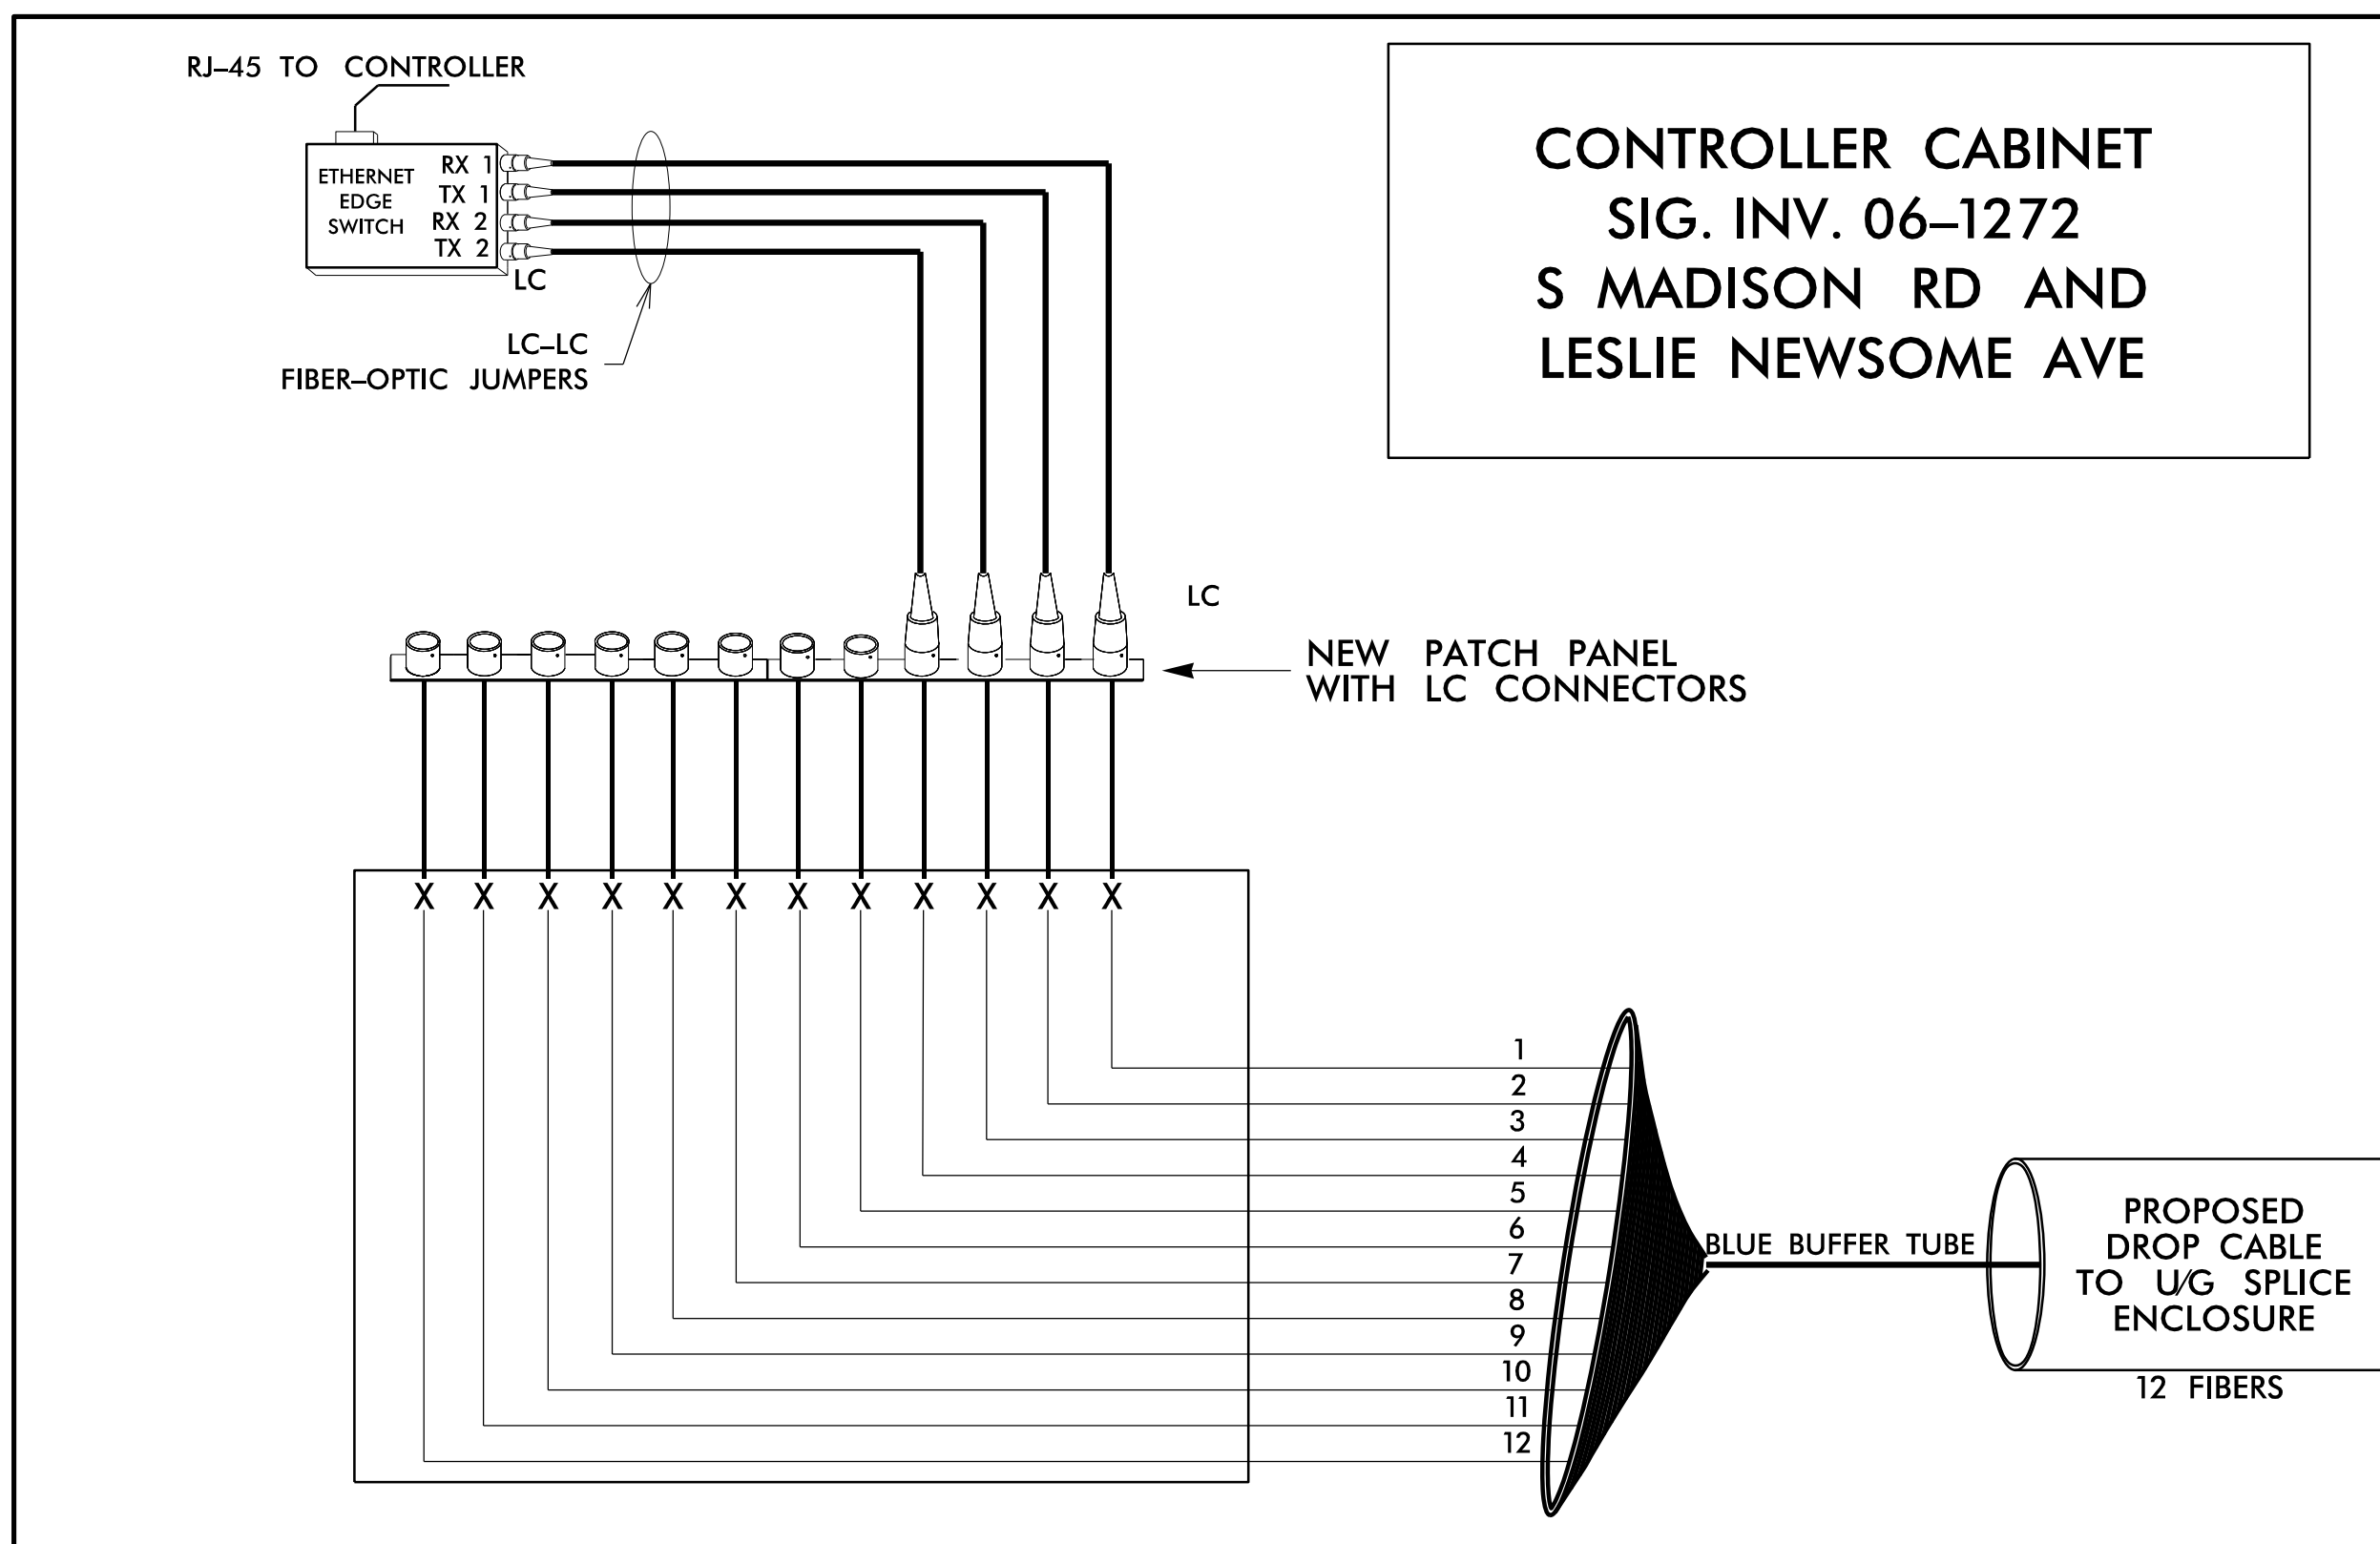 RJ–45 TO CONTROLLER
ETHERNET
EDGE
SWITCH
RX 1
TX 1
RX 2
TX 2
LC
LC–LC
FIBER–OPTIC JUMPERS
CONTROLLER CABINET
SIG. INV. 06–1272
S MADISON RD AND
LESLIE NEWSOME AVE
LC
NEW PATCH PANEL
WITH LC CONNECTORS
X X X X X X X X X X X X
1
2
3
4
5
6
7
8
9
10
11
12
BLUE BUFFER TUBE
PROPOSED
DROP CABLE
TO U/G SPLICE
ENCLOSURE
12 FIBERS